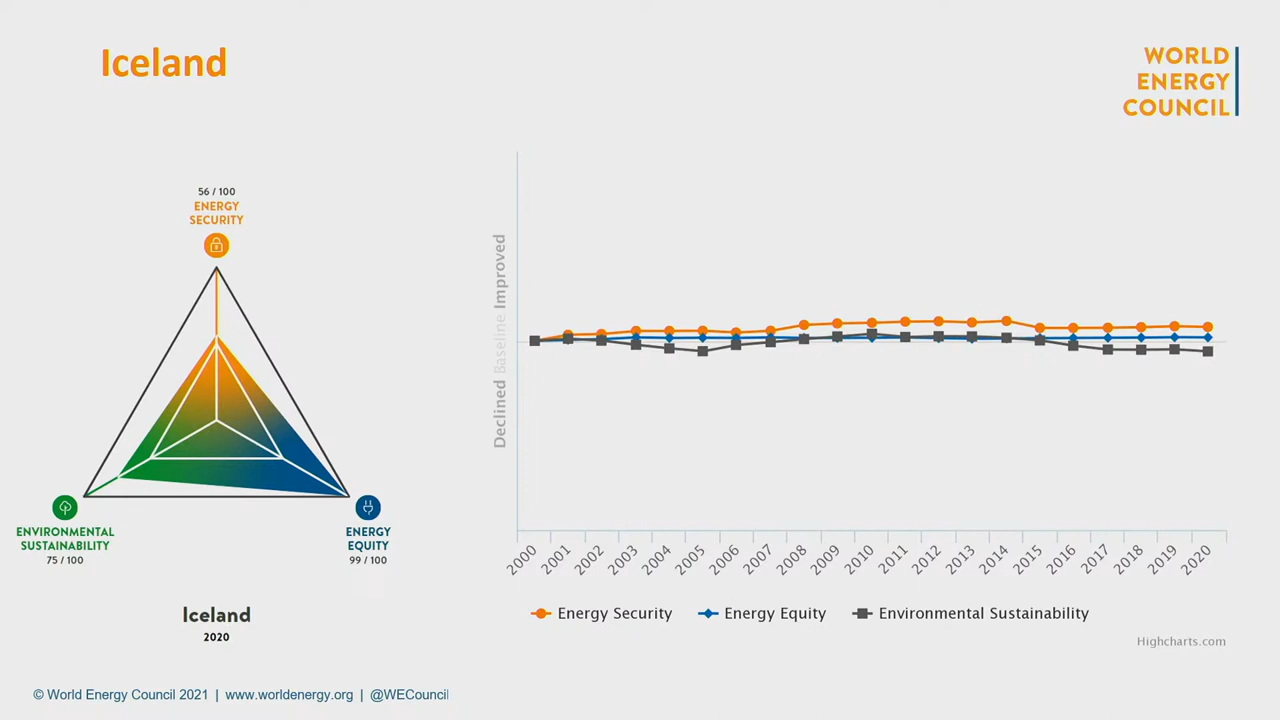 Iceland
WORLD
ENERGY
COUNCIL
56 / 100
ENERGY
SECURITY
ENVIRONMENTAL
SUSTAINABILITY
75 / 100
ENERGY
EQUITY
99 / 100
Iceland
2020
Declined Baseline Improved
2000 2001 2002 2003 2004 2005 2006 2007 2008 2009 2010 2011 2012 2013 2014 2015 2016 2017 2018 2019 2020
Energy Security Energy Equity Environmental Sustainability
Highcharts.com
© World Energy Council 2021 | www.worldenergy.org | @WECouncil